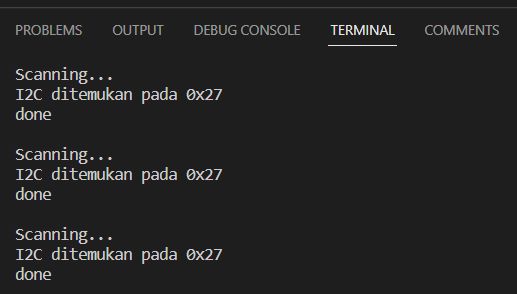 PROBLEMS OUTPUT DEBUG CONSOLE TERMINAL COMMENTS
Scanning...
I2C ditemukan pada 0x27
done
Scanning...
I2C ditemukan pada 0x27
done
Scanning...
I2C ditemukan pada 0x27
done